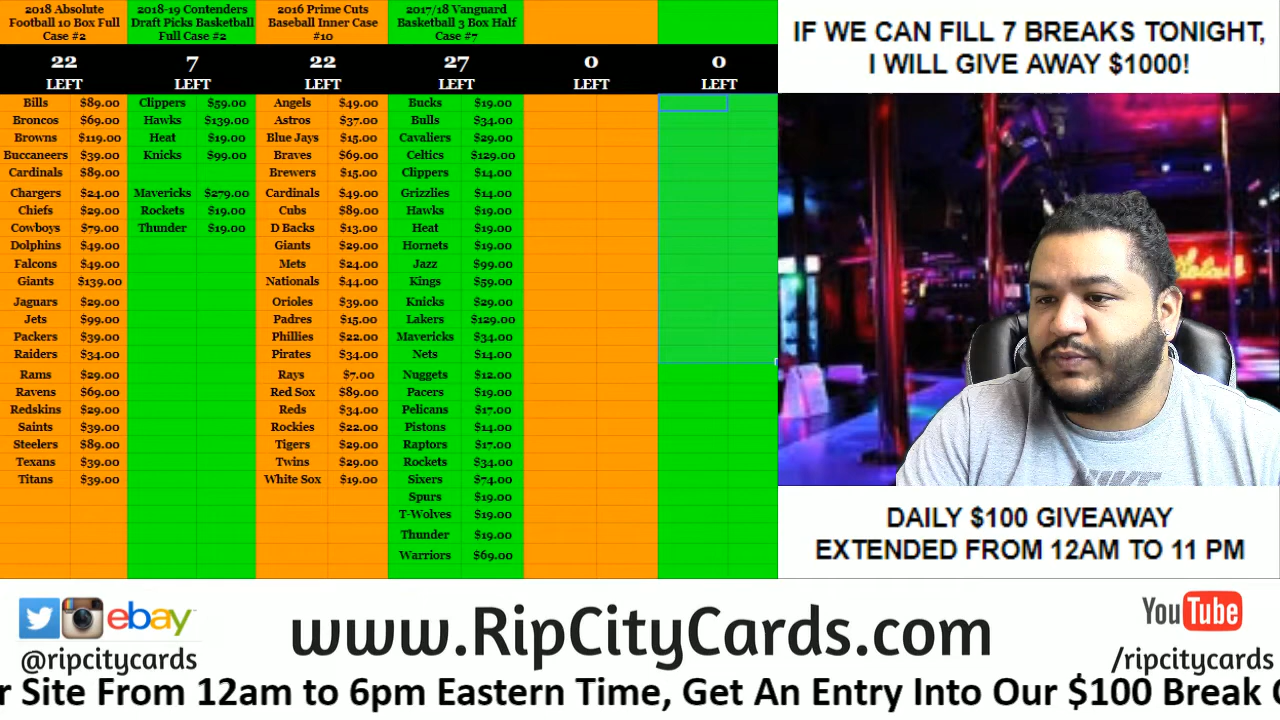 2018 Absolute
Football 10 Box Full
Case #2
22
LEFT
Bills $89.00
Broncos $69.00
Browns $119.00
Buccaneers $39.00
Cardinals $89.00
Chargers $24.00
Chiefs $29.00
Cowboys $79.00
Dolphins $49.00
Falcons $49.00
Giants $139.00
Jaguars $29.00
Jets $99.00
Packers $39.00
Raiders $34.00
Rams $29.00
Ravens $69.00
Redskins $29.00
Saints $39.00
Steelers $89.00
Texans $39.00
Titans $39.00
2018-19 Contenders
Draft Picks Basketball
Full Case #2
7
LEFT
Clippers $59.00
Hawks $139.00
Heat $19.00
Knicks $99.00
Mavericks $279.00
Rockets $19.00
Thunder $19.00
2016 Prime Cuts
Baseball Inner Case
#10
22
LEFT
Angels $49.00
Astros $37.00
Blue Jays $15.00
Braves $69.00
Brewers $15.00
Cardinals $49.00
Cubs $89.00
D Backs $13.00
Giants $29.00
Mets $24.00
Nationals $44.00
Orioles $39.00
Padres $15.00
Phillies $22.00
Pirates $34.00
Rays $7.00
Red Sox $89.00
Reds $34.00
Rockies $22.00
Tigers $29.00
Twins $29.00
White Sox $19.00
2017/18 Vanguard
Basketball 3 Box Half
Case #7
27
LEFT
Bucks $19.00
Bulls $34.00
Cavaliers $29.00
Celtics $129.00
Clippers $14.00
Grizzlies $14.00
Hawks $19.00
Heat $19.00
Hornets $19.00
Jazz $99.00
Kings $59.00
Knicks $29.00
Lakers $129.00
Mavericks $34.00
Nets $14.00
Nuggets $12.00
Pacers $19.00
Pelicans $17.00
Pistons $14.00
Raptors $17.00
Rockets $34.00
Sixers $74.00
Spurs $19.00
T-Wolves $19.00
Thunder $19.00
Warriors $69.00
0
LEFT
0
LEFT
IF WE CAN FILL 7 BREAKS TONIGHT,
I WILL GIVE AWAY $1000!
DAILY $100 GIVEAWAY
EXTENDED FROM 12AM TO 11 PM
ebay
@ripcitycards
www.RipCityCards.com
YouTube
/ripcitycards
r Site From 12am to 6pm Eastern Time, Get An Entry Into Our $100 Break